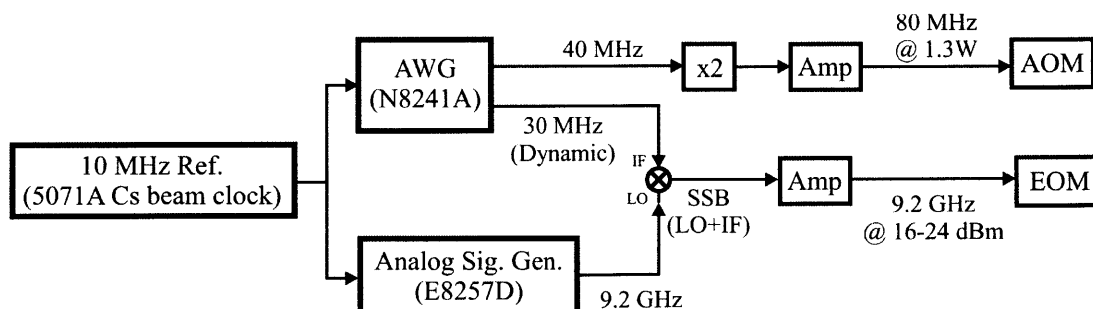 AWG
(N8241A)
40 MHz
x2
Amp
80 MHz
@ 1.3W
AOM
30 MHz
(Dynamic)
IF
LO
10 MHz Ref.
(5071A Cs beam clock)
SSB
(LO+IF)
Amp
9.2 GHz
@ 16-24 dBm
EOM
Analog Sig. Gen.
(E8257D)
9.2 GHz